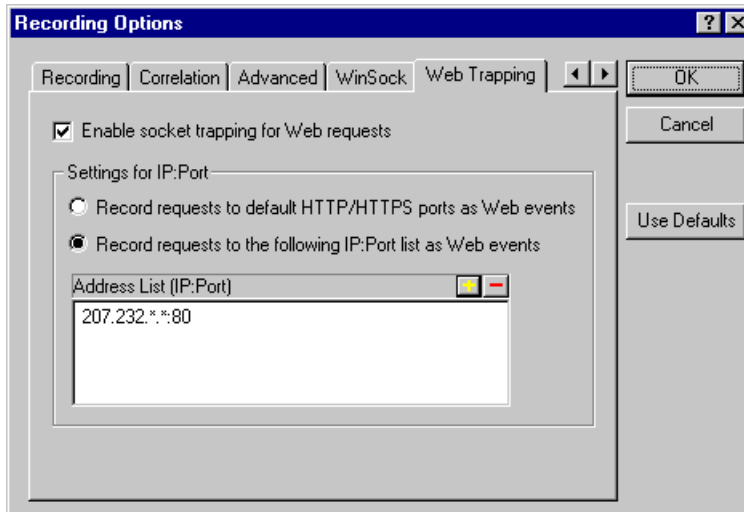 Recording Options
Recording Correlation Advanced WinSock Web Trapping
OK
Enable socket trapping for Web requests
Cancel
Settings for IP:Port
Record requests to default HTTP/HTTPS ports as Web events
Use Defaults
Record requests to the following IP:Port list as Web events
Address List (IP:Port)
207.232.*.*:80